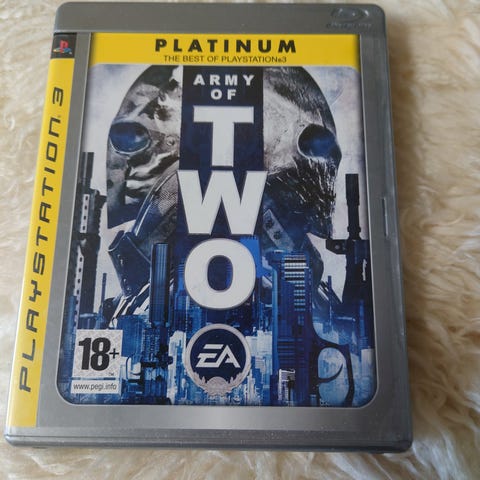 PLATINUM
THE BEST OF PLAYSTATION®3
ARMY
OF
TWO
EA
18+
www.pegi.info
PLAYSTATION 3